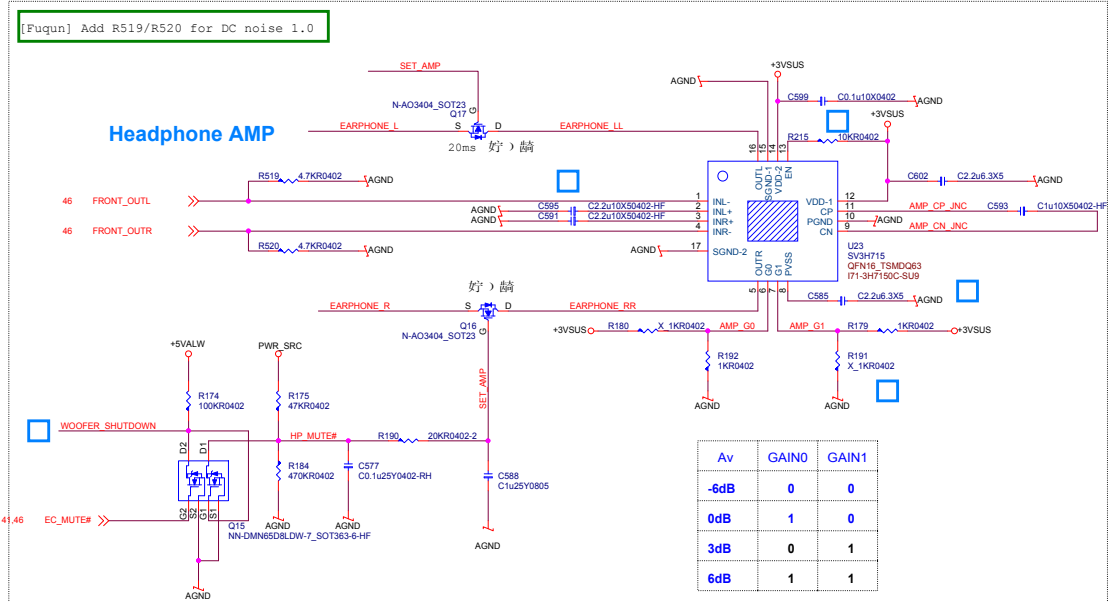 [Fuqun] Add R519/R520 for DC noise 1.0
SET_AMP
+3VSUS
AGND
N-AO3404_SOT23
Q17
G
C599
C0.1u10X0402
AGND
+3VSUS
Headphone AMP
EARPHONE_L
S
D
EARPHONE_LL
20ms 妤﹚齬
R215
10KR0402
16
15
14
13
OUTL
SGND-1
VDD-2
EN
R519
4.7KR0402
AGND
C602
C2.2u6.3X5
AGND
46
FRONT_OUTL
1
INL-
VDD-1
12
AGND
C595
C2.2u10X50402-HF
2
INL+
CP
11
AMP_CP_JNC
C593
C1u10X50402-HF
AGND
C591
C2.2u10X50402-HF
3
INR+
PGND
10
AGND
46
FRONT_OUTR
4
INR-
CN
9
AMP_CN_JNC
R520
4.7KR0402
AGND
AGND
17
SGND-2
U23
SV3H715
QFN16_TSMDQ63
I71-3H7150C-SU9
OUTR
G0
G1
PVSS
5
6
7
8
妤﹚齬
C585
C2.2u6.3X5
AGND
EARPHONE_R
S
D
EARPHONE_RR
Q16
N-AO3404_SOT23
G
+3VSUS
R180
X_1KR0402
AMP_G0
AMP_G1
R179
1KR0402
+3VSUS
+5VALW
PWR_SRC
R192
1KR0402
R191
X_1KR0402
SET_AMP
AGND
AGND
R174
100KR0402
R175
47KR0402
WOOFER_SHUTDOWN
HP_MUTE#
R190
20KR0402-2
D2
D1
R184
470KR0402
C577
C0.1u25Y0402-RH
C588
C1u25Y0805
Av GAIN0 GAIN1
-6dB 0 0
0dB 1 0
3dB 0 1
6dB 1 1
41,46
EC_MUTE#
G2
S2
G1
S1
Q15
NN-DMN65D8LDW-7_SOT363-6-HF
AGND
AGND
AGND
AGND